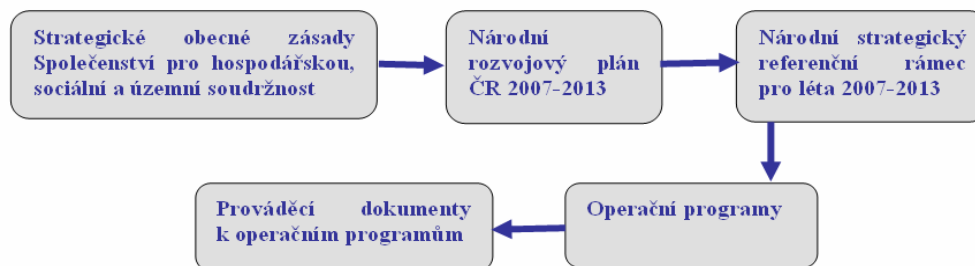 Strategické obecné zásady
Společenství pro hospodářskou,
sociální a územní soudržnost
Národní
rozvojový plán
ČR 2007-2013
Národní strategický
referenční rámec
pro léta 2007-2013
Operační programy
Prováděcí dokumenty
k operačním programům